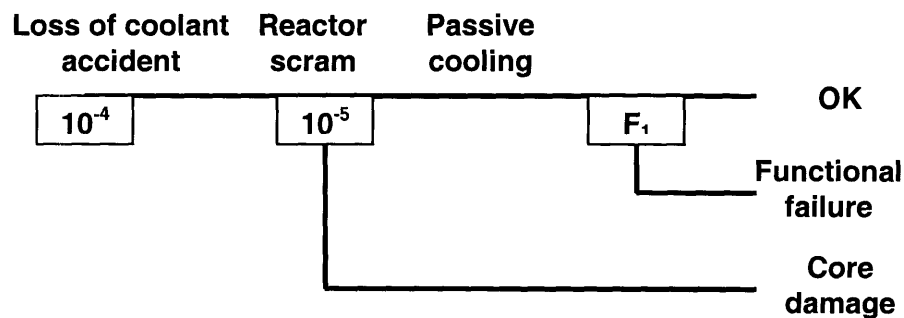 Loss of coolant
accident
Reactor
scram
Passive
cooling
10⁻⁴
10⁻⁵
F₁
OK
Functional
failure
Core
damage